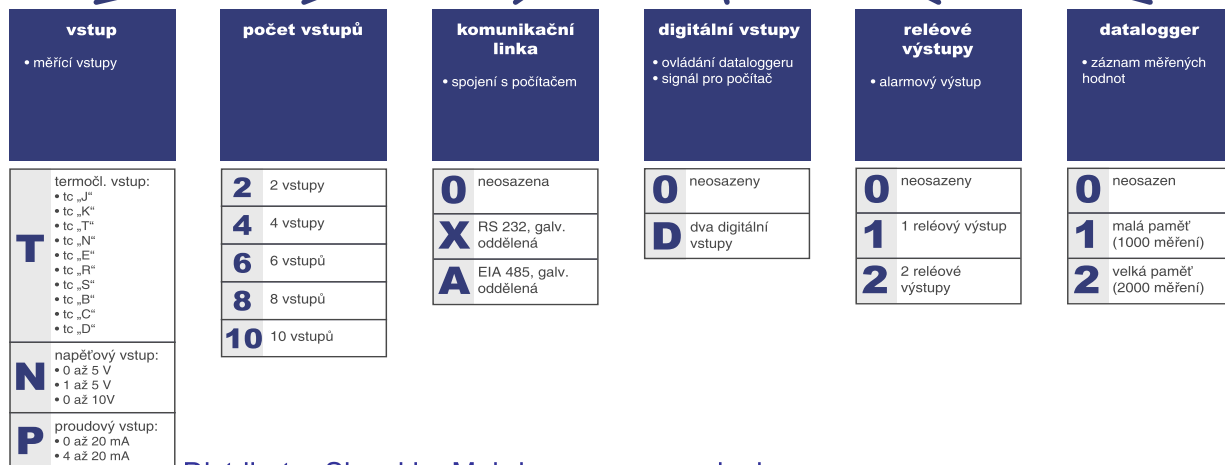 vstup
• měřící vstupy
T
termočl. vstup:
• tc „J“
• tc „K“
• tc „T“
• tc „N“
• tc „E“
• tc „R“
• tc „S“
• tc „B“
• tc „C“
• tc „D“
N
napěťový vstup:
• 0 až 5 V
• 1 až 5 V
• 0 až 10V
P
proudový vstup:
• 0 až 20 mA
• 4 až 20 mA
počet vstupů
2 2 vstupy
4 4 vstupy
6 6 vstupů
8 8 vstupů
10 10 vstupů
komunikační
linka
• spojení s počítačem
0 neosazena
X RS 232, galv.
oddělená
A EIA 485, galv.
oddělená
digitální vstupy
• ovládání dataloggeru
• signál pro počítač
0 neosazeny
D dva digitální
vstupy
reléové
výstupy
• alarmový výstup
0 neosazeny
1 1 reléový výstup
2 2 reléové
výstupy
datalogger
• záznam měřených
hodnot
0 neosazen
1 malá paměť
(1000 měření)
2 velká paměť
(2000 měření)